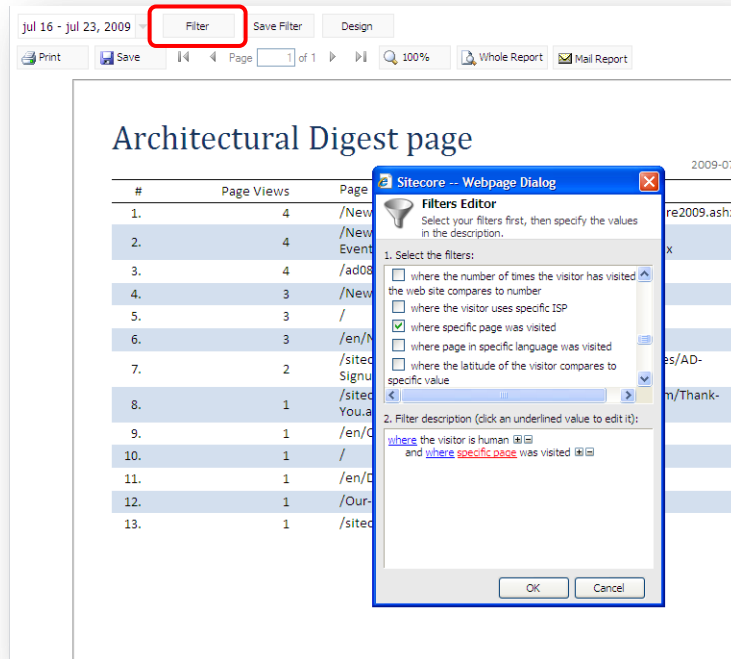 jul 16 - jul 23, 2009 Filter Save Filter Design
Print Save Page 1 of 1 100% Whole Report Mail Report
Architectural Digest page
2009-07
# Page Views Page
1. 4 /New re2009.ash
2. 4 /New
Event x
3. 4 /ad08
4. 3 /New
5. 3 /
6. 3 /en/N
7. 2 /sitec es/AD-
Signu
8. 1 /sitec m/Thank-
You.a
9. 1 /en/C
10. 1 /
11. 1 /en/D
12. 1 /Our-
13. 1 /sitec
Sitecore -- Webpage Dialog
Filters Editor
Select your filters first, then specify the values
in the description.
1. Select the filters:
where the number of times the visitor has visited
the web site compares to number
where the visitor uses specific ISP
where specific page was visited
where page in specific language was visited
where the latitude of the visitor compares to
specific value
2. Filter description (click an underlined value to edit it):
where the visitor is human
and where specific page was visited
OK Cancel